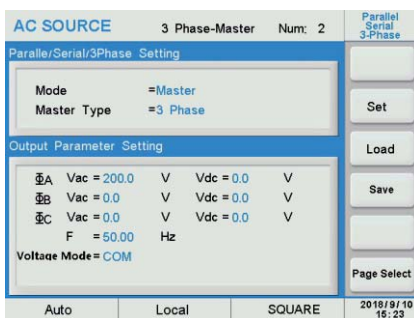 AC SOURCE 3 Phase-Master Num: 2
Parallel
Serial
3-Phase
Paralle/Serial/3Phase Setting
Mode =Master
Master Type =3 Phase
Set
Output Parameter Setting
Load
ΦA Vac = 200.0 V Vdc = 0.0 V
ΦB Vac = 0.0 V Vdc = 0.0 V
Save
ΦC Vac = 0.0 V Vdc = 0.0 V
F = 50.00 Hz
Voltage Mode = COM
Page Select
Auto Local SQUARE 2018/9/10
15:23